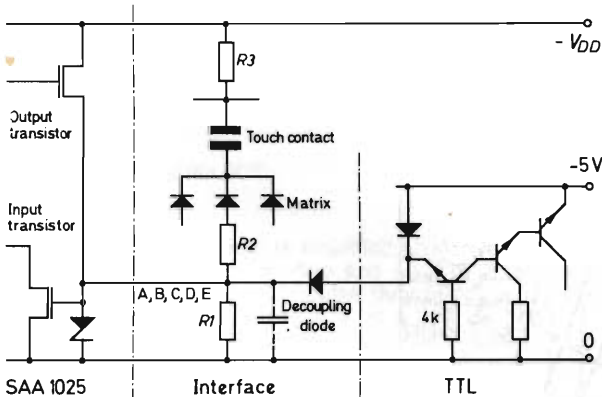 - VDD
R3
Output
transistor
Touch contact
-5V
Matrix
Input
transistor
R2
A, B, C, D, E
Decoupling
diode
R1
4k
0
SAA 1025
Interface
TTL